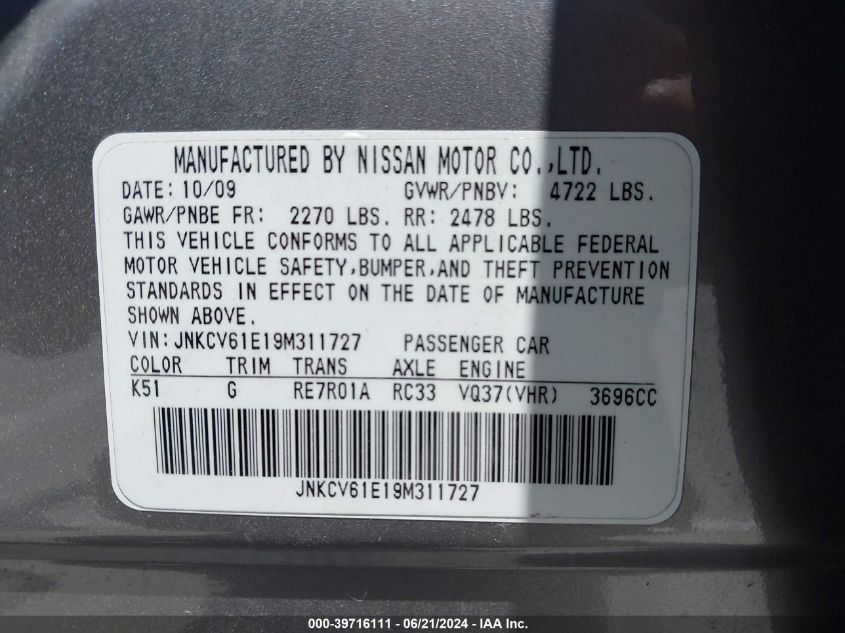 MANUFACTURED BY NISSAN MOTOR CO.,LTD.
DATE: 10/09 GVWR/PNBV: 4722 LBS.
GAWR/PNBE FR: 2270 LBS. RR: 2478 LBS.
THIS VEHICLE CONFORMS TO ALL APPLICABLE FEDERAL
MOTOR VEHICLE SAFETY,BUMPER,AND THEFT PREVENTION
STANDARDS IN EFFECT ON THE DATE OF MANUFACTURE
SHOWN ABOVE.
VIN:JNKCV61E19M311727 PASSENGER CAR
COLOR TRIM TRANS AXLE ENGINE
K51 G RE7R01A RC33 VQ37(VHR) 3696CC
JNKCV61E19M311727
000-39716111 - 06/21/2024 - IAA Inc.